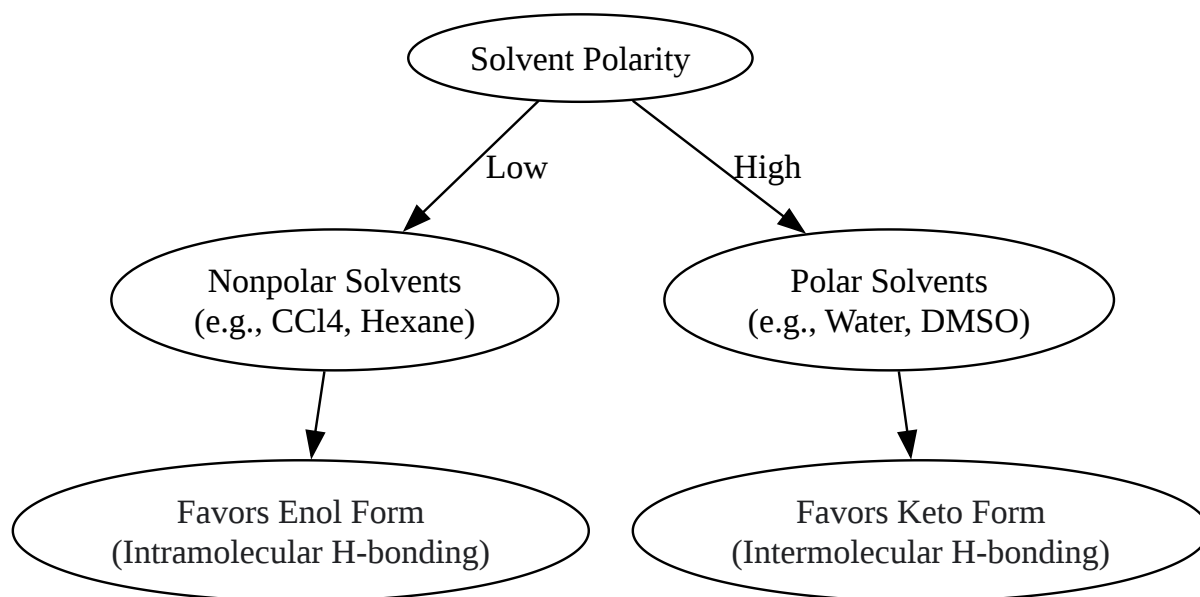 Solvent Polarity
Low
High
Nonpolar Solvents
(e.g., CCl4, Hexane)
Polar Solvents
(e.g., Water, DMSO)
Favors Enol Form
(Intramolecular H-bonding)
Favors Keto Form
(Intermolecular H-bonding)